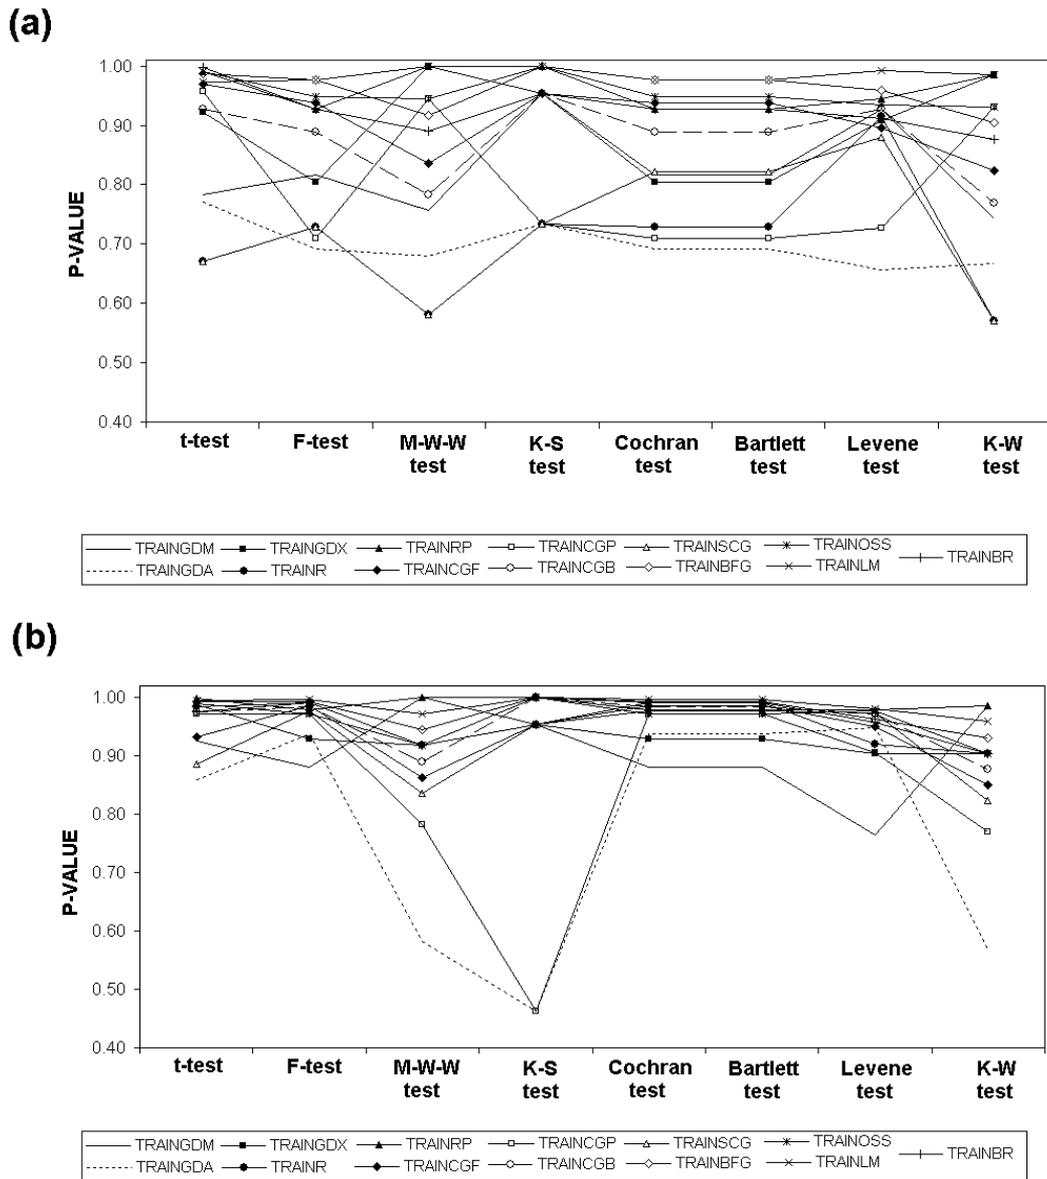 (a)
1.00
0.90
0.80
0.70
0.60
0.50
0.40
P-VALUE
t-test F-test M-W-W K-S Cochran Bartlett Levene K-W
test test test test test test
TRAINGDM TRAINGDX TRAINRP TRAINCGP TRAINSCG TRAINOSS TRAINBR
TRAINGDA TRAINR TRAINCGF TRAINCGB TRAINBFG TRAINLM
(b)
1.00
0.90
0.80
0.70
0.60
0.50
0.40
P-VALUE
t-test F-test M-W-W K-S Cochran Bartlett Levene K-W
test test test test test test
TRAINGDM TRAINGDX TRAINRP TRAINCGP TRAINSCG TRAINOSS TRAINBR
TRAINGDA TRAINR TRAINCGF TRAINCGB TRAINBFG TRAINLM